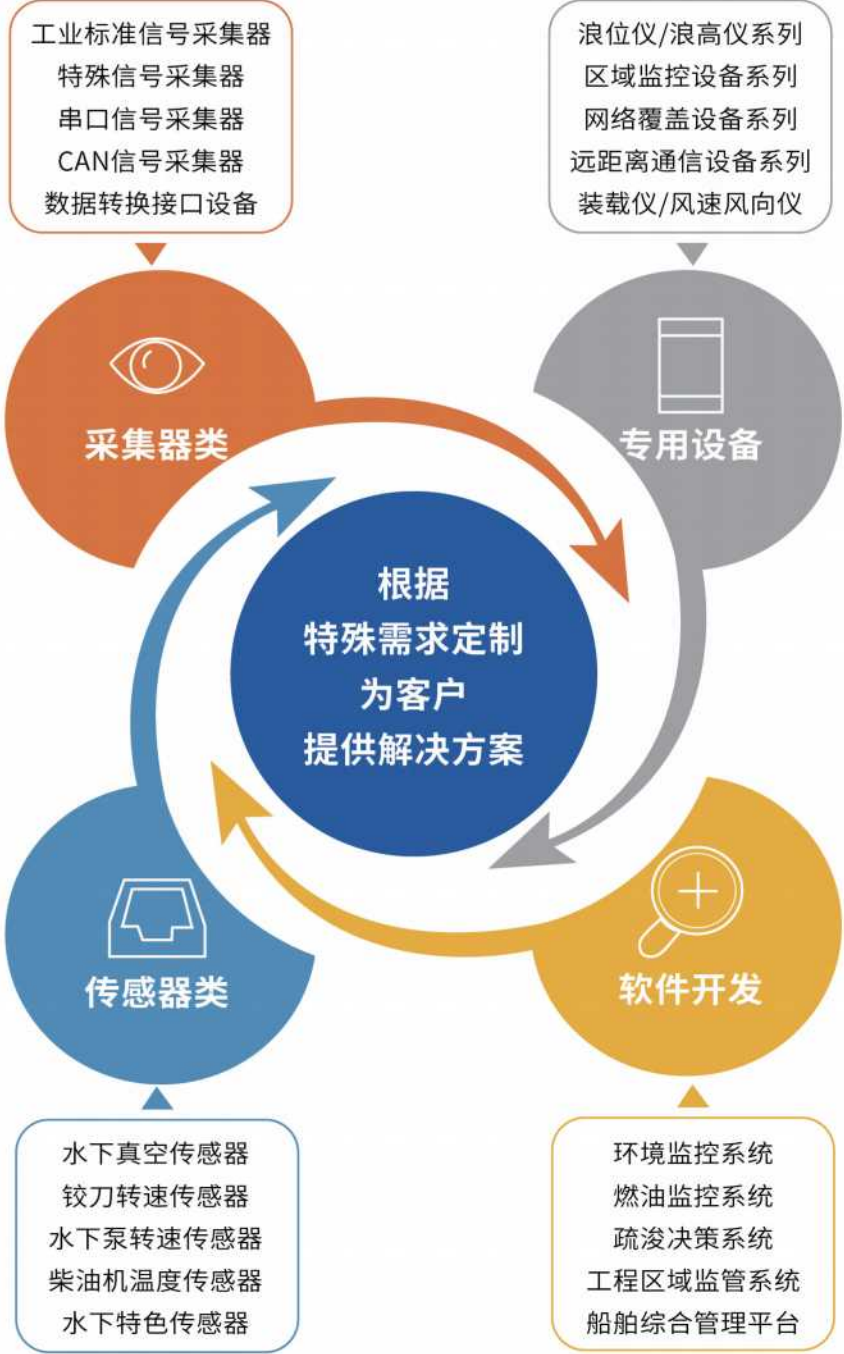 工业标准信号采集器
特殊信号采集器
串口信号采集器
CAN信号采集器
数据转换接口设备
采集器类
浪位仪/浪高仪系列
区域监控设备系列
网络覆盖设备系列
远距离通信设备系列
装载仪/风速风向仪
专用设备
根据
特殊需求定制
为客户
提供解决方案
传感器类
水下真空传感器
铰刀转速传感器
水下泵转速传感器
柴油机温度传感器
水下特色传感器
软件开发
环境监控系统
燃油监控系统
疏浚决策系统
工程区域监管系统
船舶综合管理平台